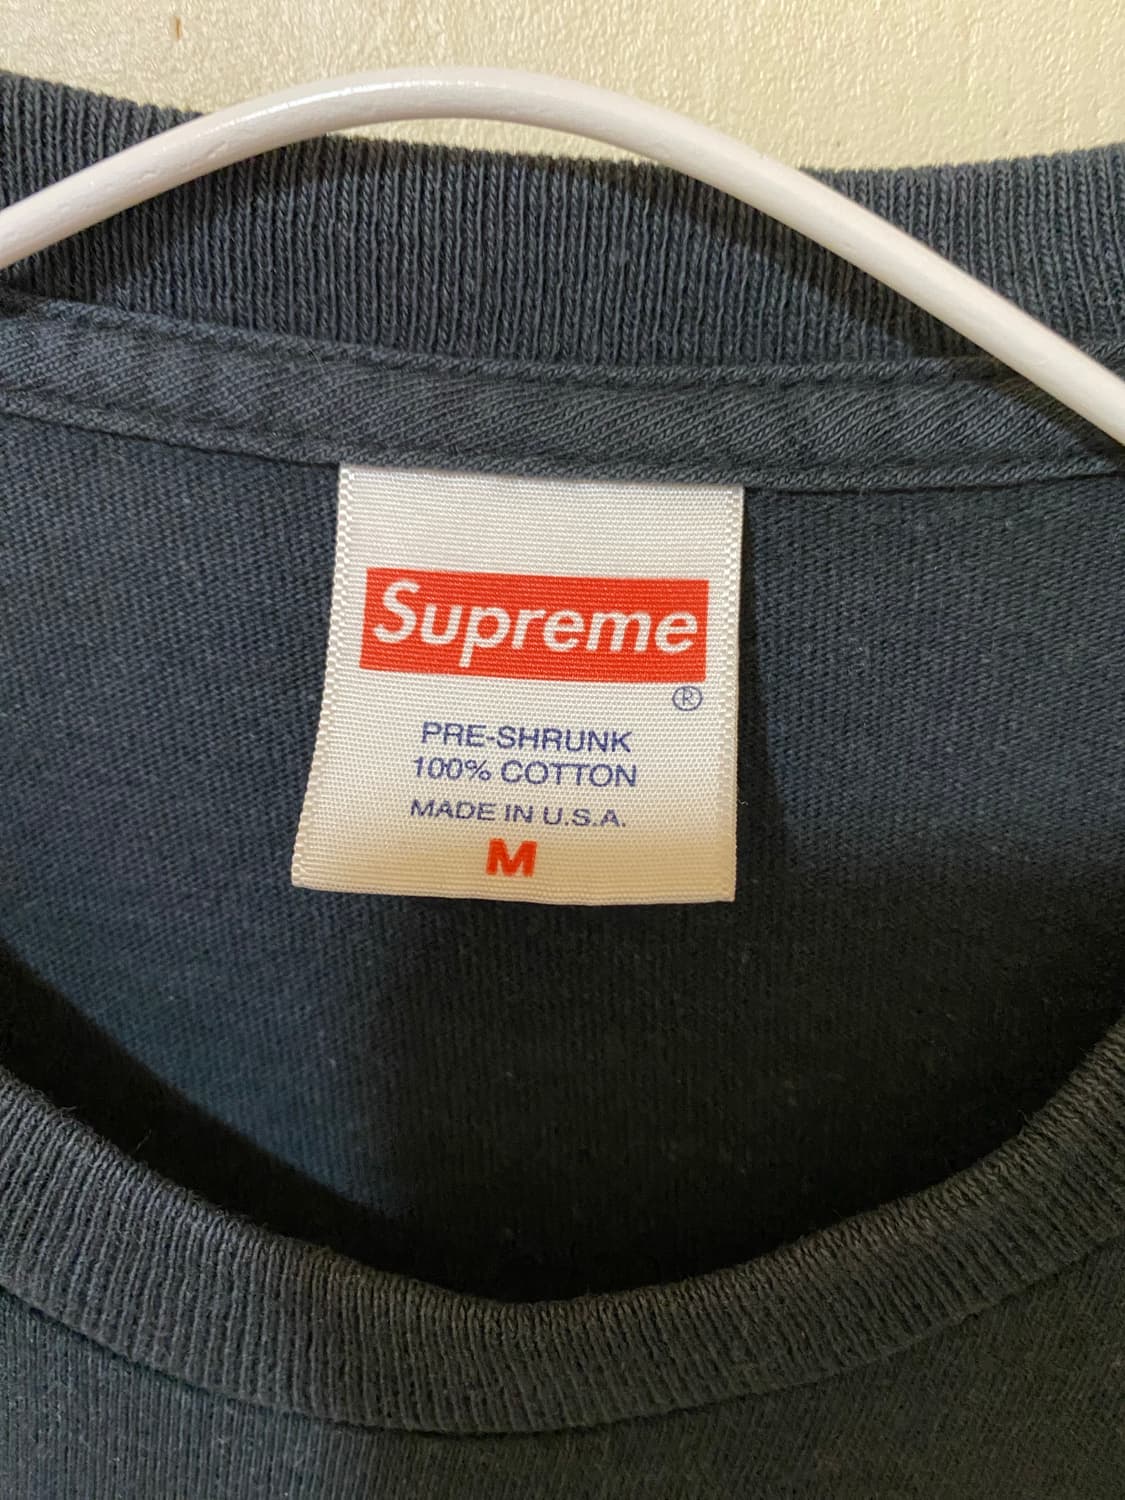 Supreme
®
PRE-SHRUNK
100% COTTON
MADE IN U.S.A.
M